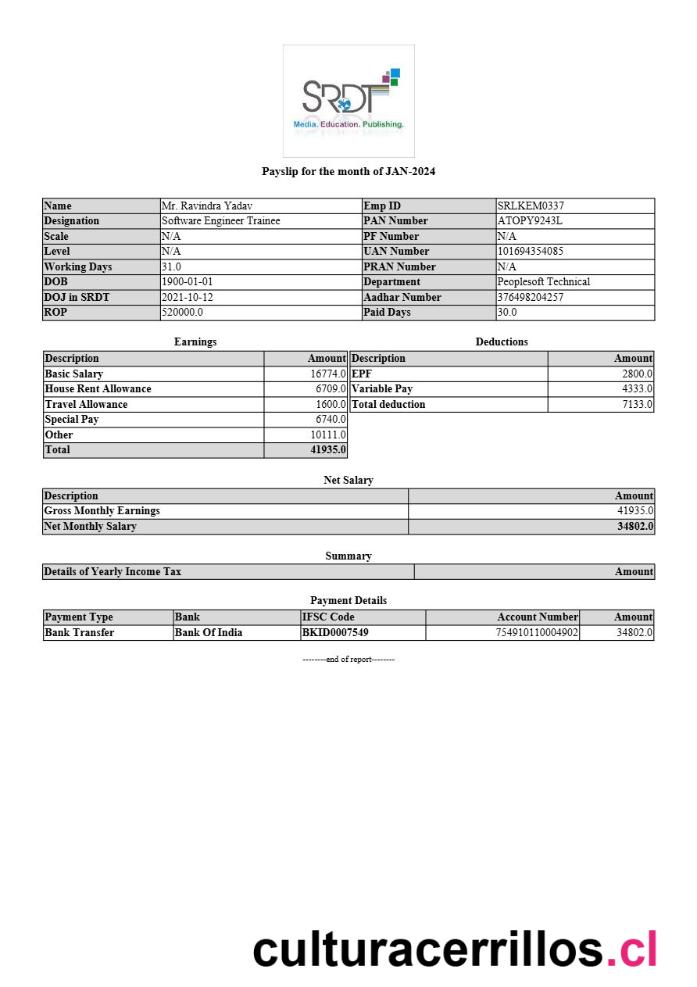 SRDT
Media. Education. Publishing.
Payslip for the month of JAN-2024
Name Mr. Ravindra Yadav Emp ID SRLKEM0337
Designation Software Engineer Trainee PAN Number ATOPY9243L
Scale N/A PF Number N/A
Level N/A UAN Number 101694354085
Working Days 31.0 PRAN Number N/A
DOB 1900-01-01 Department Peoplesoft Technical
DOJ in SRDT 2021-10-12 Aadhar Number 376498204257
ROP 520000.0 Paid Days 30.0
Earnings Deductions
Description Amount Description Amount
Basic Salary 16774.0 EPF 2800.0
House Rent Allowance 6709.0 Variable Pay 4333.0
Travel Allowance 1600.0 Total deduction 7133.0
Special Pay 6740.0
Other 10111.0
Total 41935.0
Net Salary
Description Amount
Gross Monthly Earnings 41935.0
Net Monthly Salary 34802.0
Summary
Details of Yearly Income Tax Amount
Payment Details
Payment Type Bank IFSC Code Account Number Amount
Bank Transfer Bank Of India BKID0007549 754910110004902 34802.0
--------end of report--------
culturacerrillos.cl